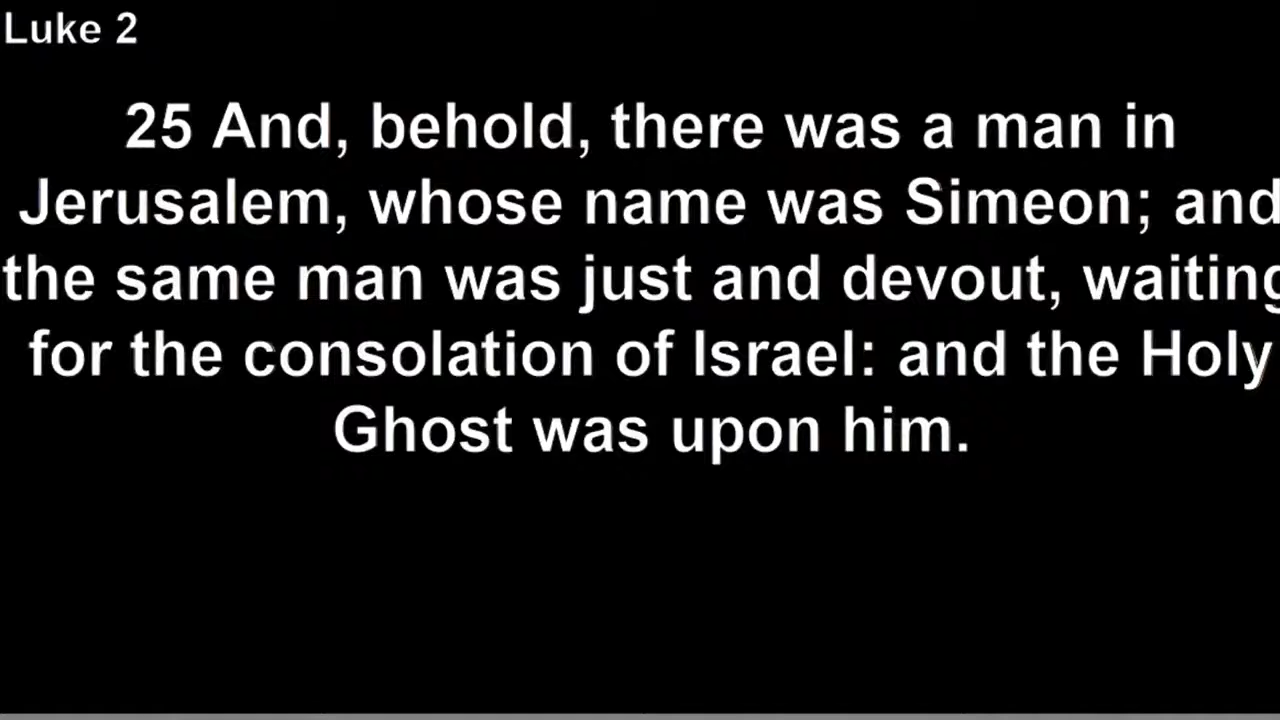 Luke 2
25 And, behold, there was a man in
Jerusalem, whose name was Simeon; and
the same man was just and devout, waiting
for the consolation of Israel: and the Holy
Ghost was upon him.